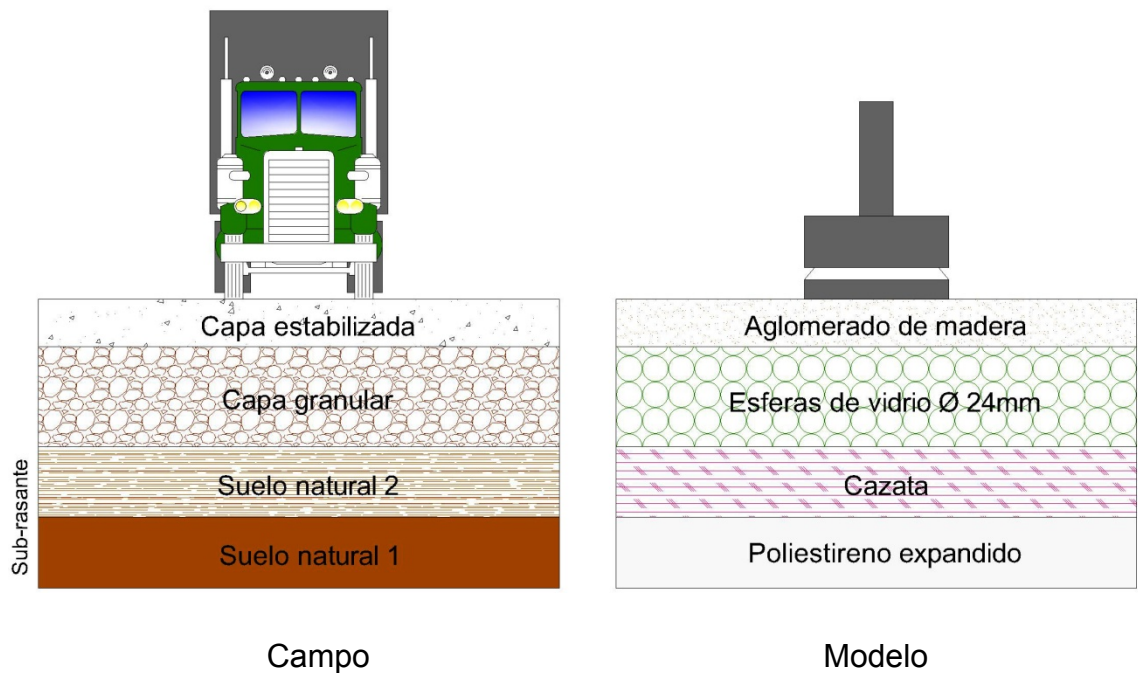 Capa estabilizada
Capa granular
Suelo natural 2
Suelo natural 1
Sub-rasante
Campo
Aglomerado de madera
Esferas de vidrio Ø 24mm
Cazata
Poliestireno expandido
Modelo